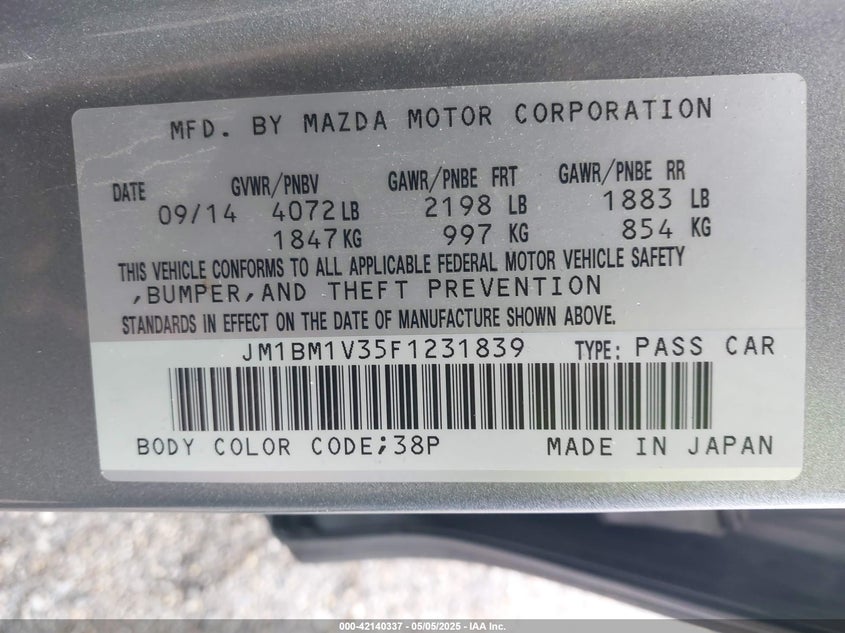 MFD. BY MAZDA MOTOR CORPORATION
DATE GVWR/PNBV GAWR/PNBE FRT GAWR/PNBE RR
09/14 4072 LB 2198 LB 1883 LB
1847 KG 997 KG 854 KG
THIS VEHICLE CONFORMS TO ALL APPLICABLE FEDERAL MOTOR VEHICLE SAFETY
,BUMPER,AND THEFT PREVENTION
STANDARDS IN EFFECT ON THE DATE OF MANUFACTURE SHOWN ABOVE.
JM1BM1V35F1231839 TYPE: PASS CAR
BODY COLOR CODE;38P MADE IN JAPAN
000-42140337 - 05/05/2025 - IAA Inc.